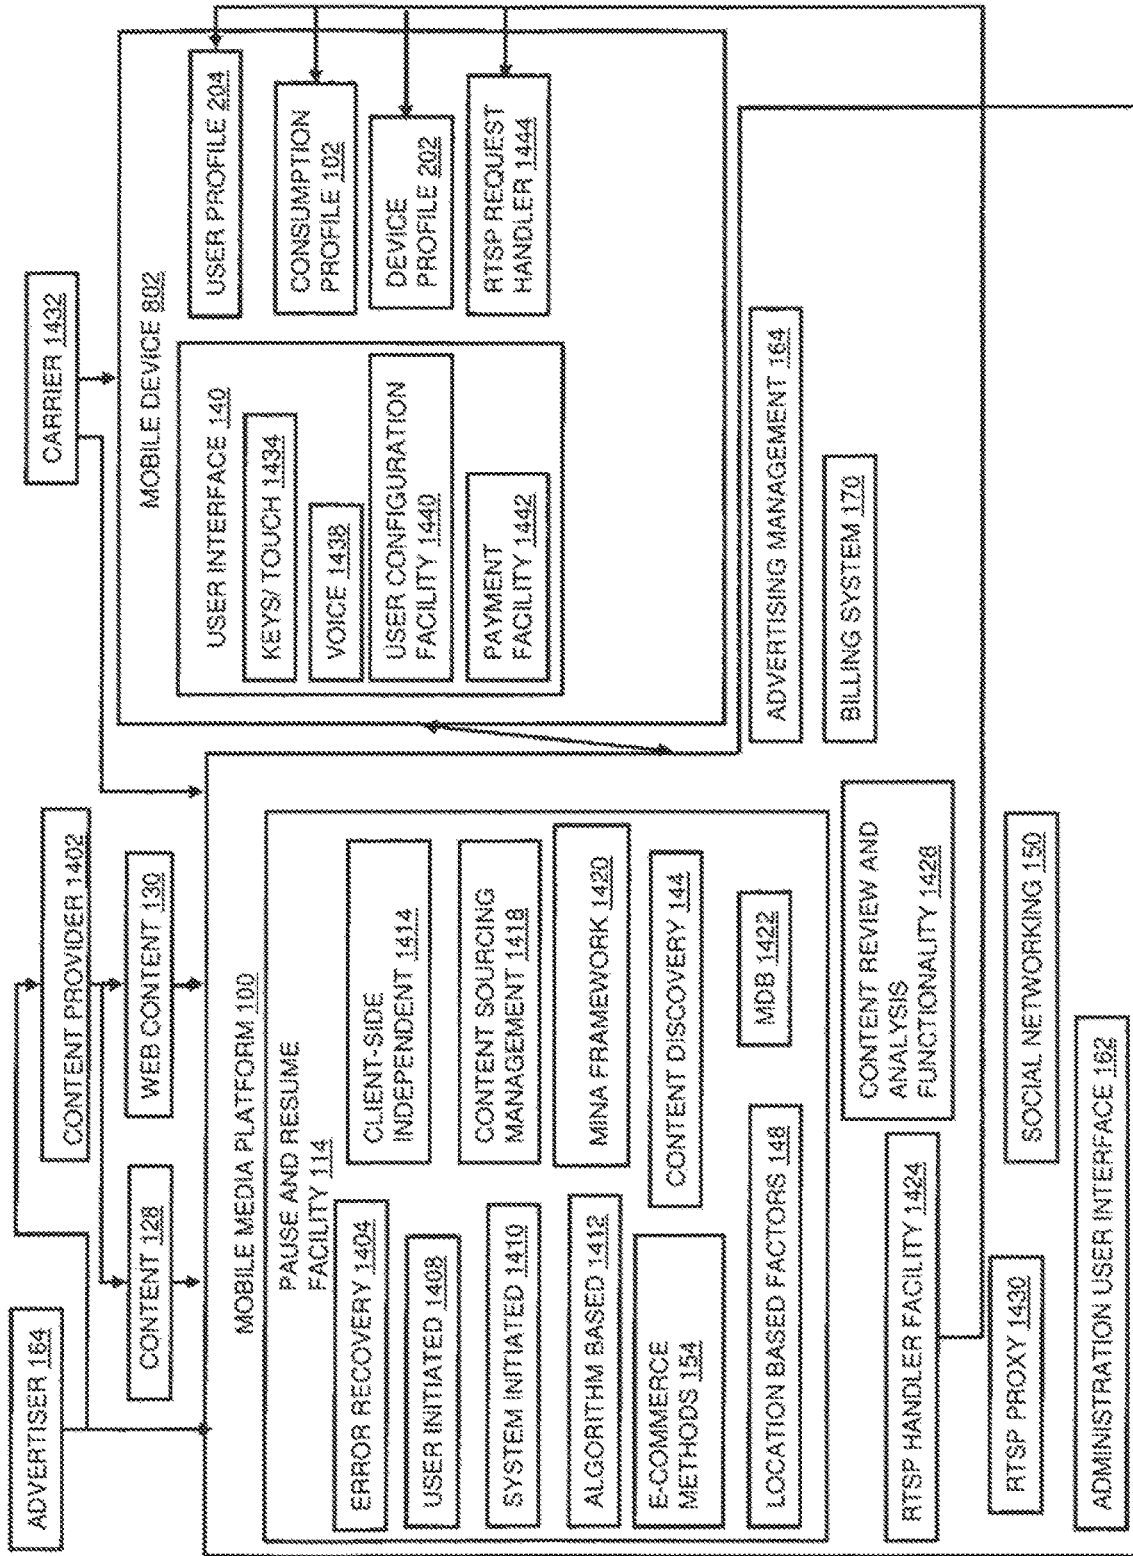 ADVERTISER 164
CONTENT PROVIDER 1402
CARRIER 1432
CONTENT 128
WEB CONTENT 130
MOBILE MEDIA PLATFORM 100
PAUSE AND RESUME
FACILITY 114
ERROR RECOVERY 1404
USER INITIATED 1408
SYSTEM INITIATED 1410
ALGORITHM BASED 1412
E-COMMERCE
METHODS 154
LOCATION BASED FACTORS 148
CLIENT-SIDE
INDEPENDENT 1414
CONTENT SOURCING
MANAGEMENT 1418
MINA FRAMEWORK 1420
CONTENT DISCOVERY 144
MDB 1422
RTSP HANDLER FACILITY 1424
CONTENT REVIEW AND
ANALYSIS
FUNCTIONALITY 1428
RTSP PROXY 1430
SOCIAL NETWORKING 150
ADMINISTRATION USER INTERFACE 162
ADVERTISING MANAGEMENT 164
BILLING SYSTEM 170
MOBILE DEVICE 802
USER INTERFACE 140
KEYS/ TOUCH 1434
VOICE 1438
USER CONFIGURATION
FACILITY 1440
PAYMENT
FACILITY 1442
USER PROFILE 204
CONSUMPTION
PROFILE 102
DEVICE
PROFILE 202
RTSP REQUEST
HANDLER 1444